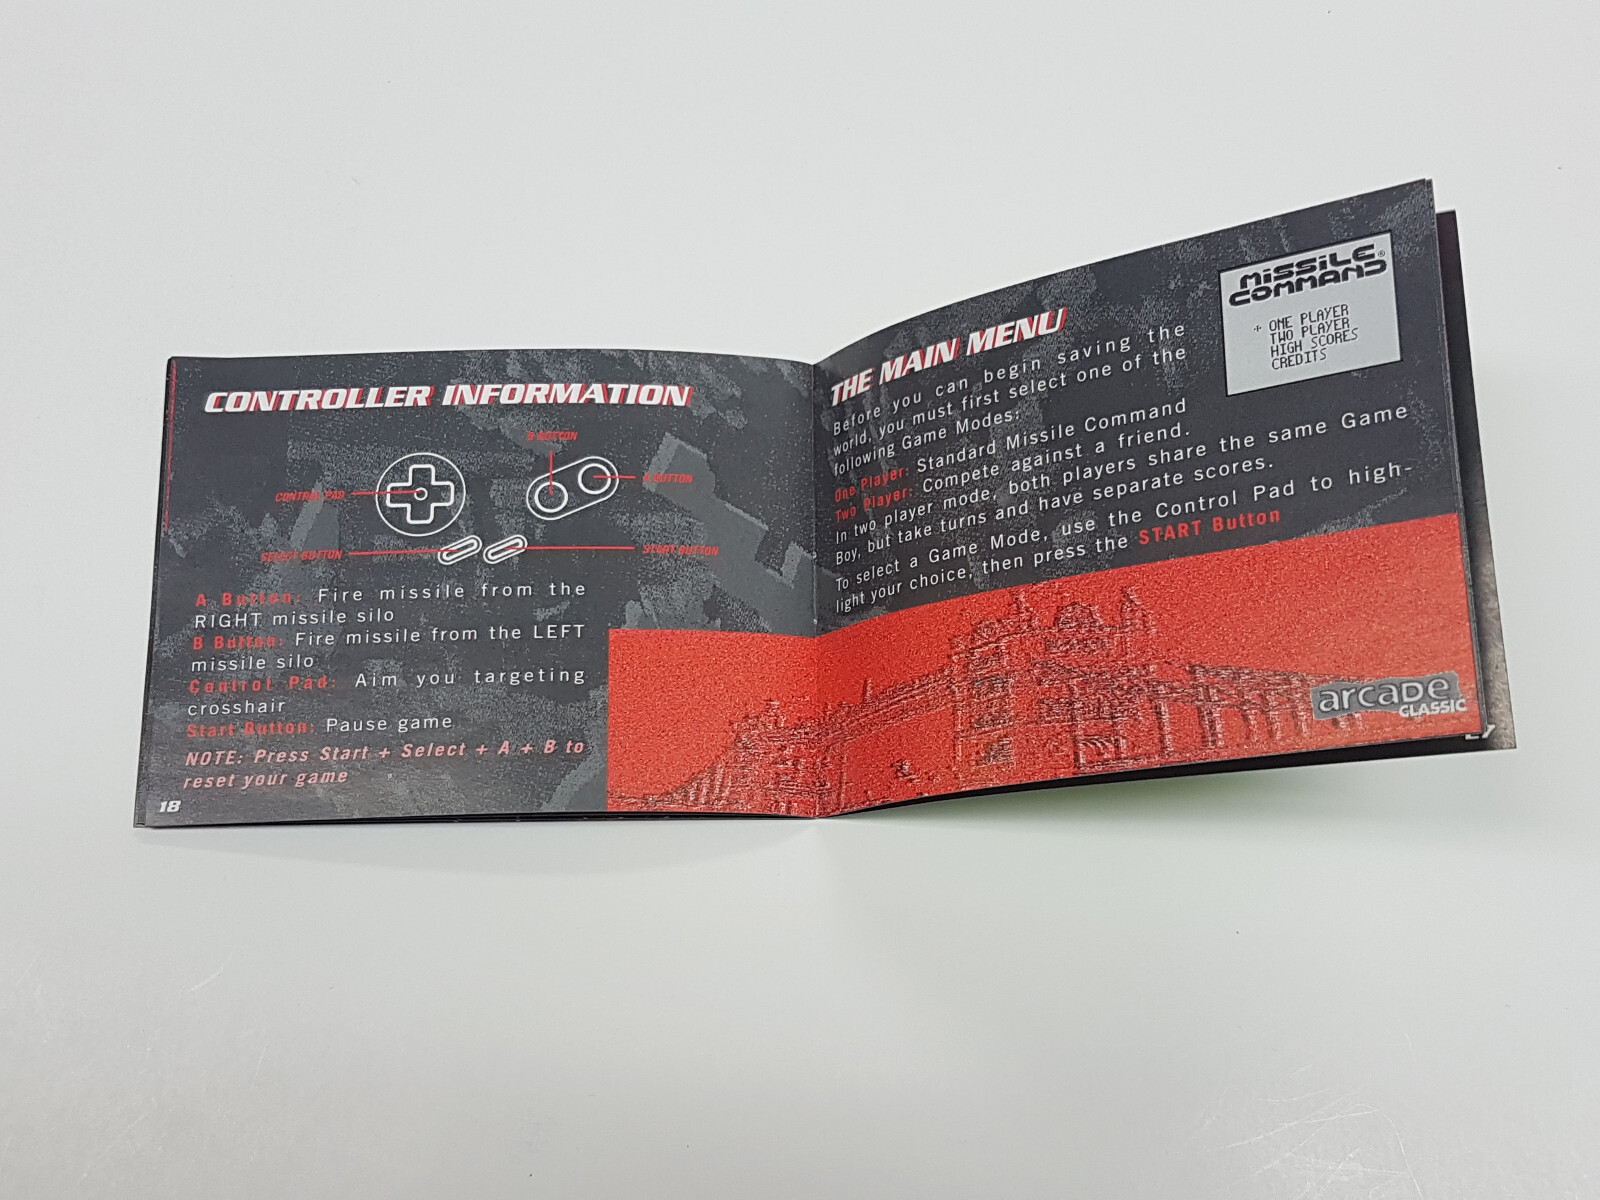 CONTROLLER INFORMATION
B BUTTON
CONTROL PAD
A BUTTON
SELECT BUTTON
START BUTTON
A Button: Fire missile from the
RIGHT missile silo
B Button: Fire missile from the LEFT
missile silo
Control Pad: Aim you targeting
crosshair
Start Button: Pause game
NOTE: Press Start + Select + A + B to
reset your game
18
THE MAIN MENU
Before you can begin saving the
world, you must first select one of the
following Game Modes:
One Player: Standard Missile Command
Two Player: Compete against a friend.
In two player mode, both players share the same Game
Boy, but take turns and have separate scores.
To select a Game Mode, use the Control Pad to high-
light your choice, then press the START Button
MISSILE®
COMMAND
+ ONE PLAYER
TWO PLAYER
HIGH SCORES
CREDITS
arcade
CLASSIC